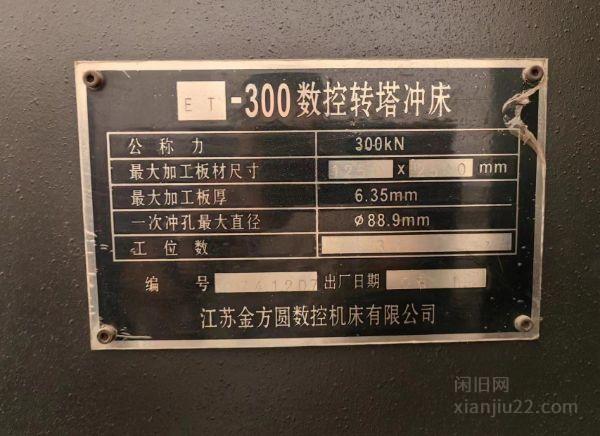 ET-300数控转塔冲床
公称力 300kN
最大加工板材尺寸 x mm
最大加工板厚 6.35mm
一次冲孔最大直径 ø88.9mm
工位数
编号 出厂日期
江苏金方圆数控机床有限公司
闲旧网
xianjiu22.com